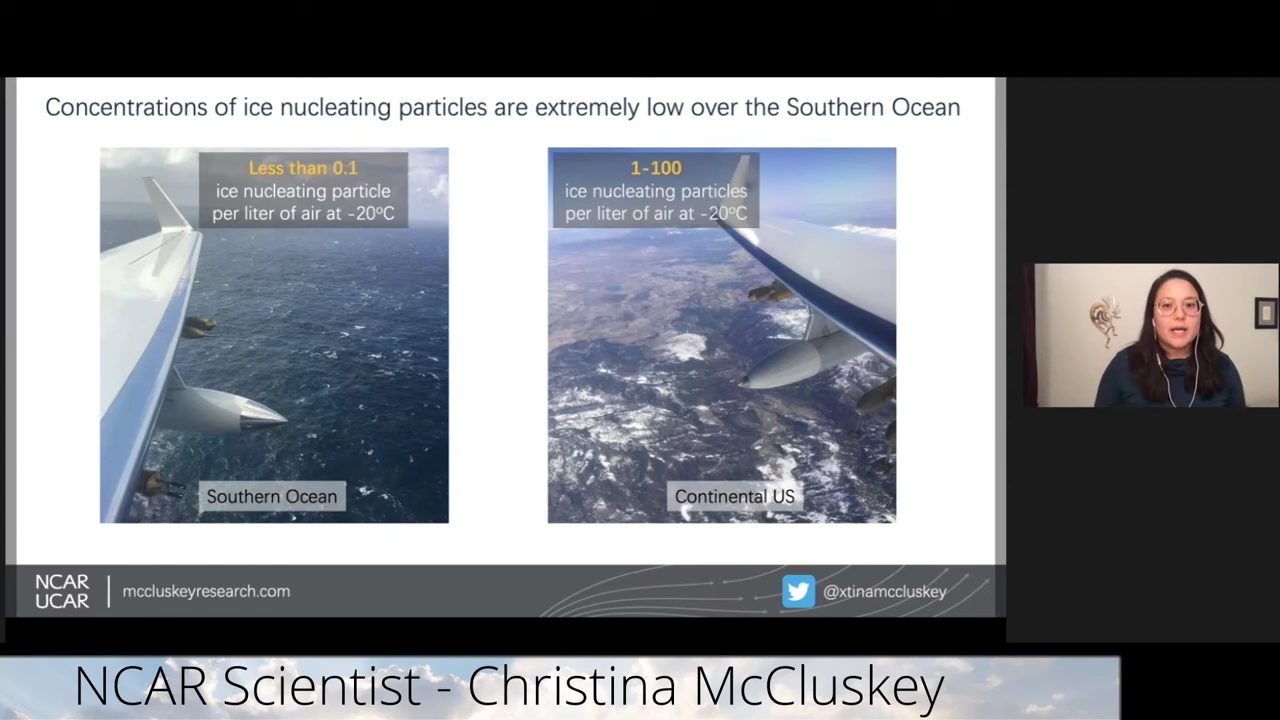 Concentrations of ice nucleating particles are extremely low over the Southern Ocean
Less than 0.1
ice nucleating particle
per liter of air at -20°C
Southern Ocean
1-100
ice nucleating particles
per liter of air at -20°C
Continental US
NCAR
UCAR
mccluskeyresearch.com
@xtinamccluskey
NCAR Scientist - Christina McCluskey